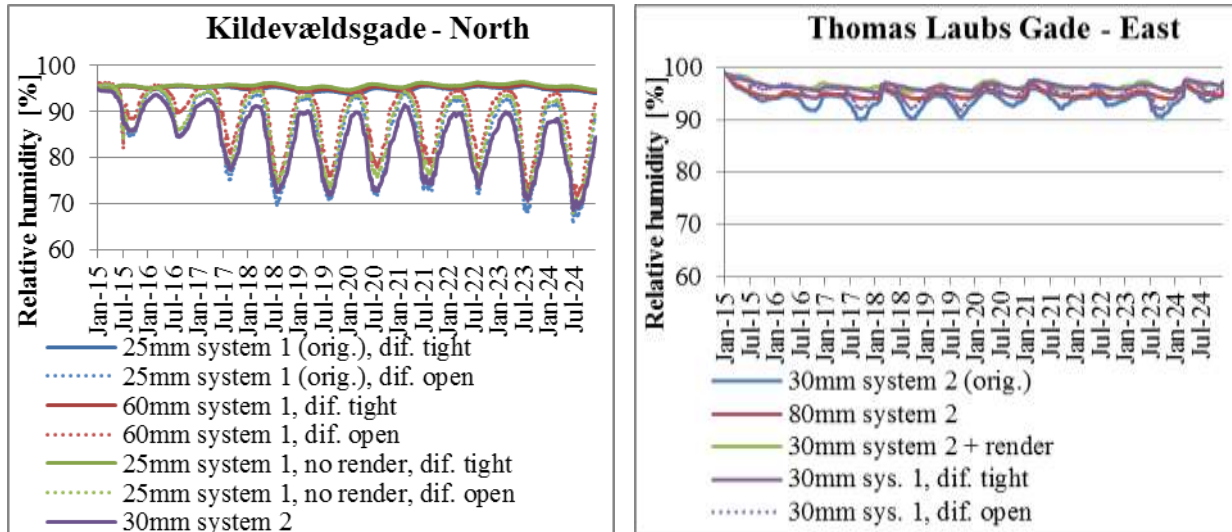 Kildevældsgade - North
Relative humidity [%]
100
90
80
70
60
Jan-15
Jul-15
Jan-16
Jul-16
Jan-17
Jul-17
Jan-18
Jul-18
Jan-19
Jul-19
Jan-20
Jul-20
Jan-21
Jul-21
Jan-22
Jul-22
Jan-23
Jul-23
Jan-24
Jul-24
25mm system 1 (orig.), dif. tight
25mm system 1 (orig.), dif. open
60mm system 1, dif. tight
60mm system 1, dif. open
25mm system 1, no render, dif. tight
25mm system 1, no render, dif. open
30mm system 2
Thomas Laubs Gade - East
Relative humidity [%]
100
90
80
70
60
Jan-15
Jul-15
Jan-16
Jul-16
Jan-17
Jul-17
Jan-18
Jul-18
Jan-19
Jul-19
Jan-20
Jul-20
Jan-21
Jul-21
Jan-22
Jul-22
Jan-23
Jul-23
Jan-24
Jul-24
30mm system 2 (orig.)
80mm system 2
30mm system 2 + render
30mm sys. 1, dif. tight
30mm sys. 1, dif. open